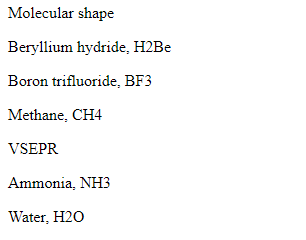 Molecular shape
Beryllium hydride, H2Be
Boron trifluoride, BF3
Methane, CH4
VSEPR
Ammonia, NH3
Water, H2O